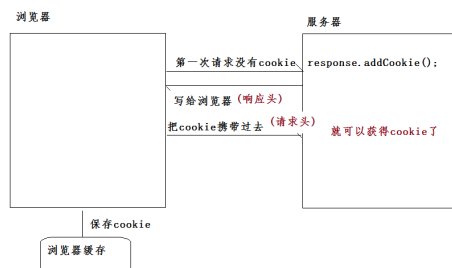 浏览器
服务器
第一次请求没有cookie
response.addCookie();
写给浏览器(响应头)
把cookie携带过去(请求头)
就可以获得cookie了
保存cookie
浏览器缓存